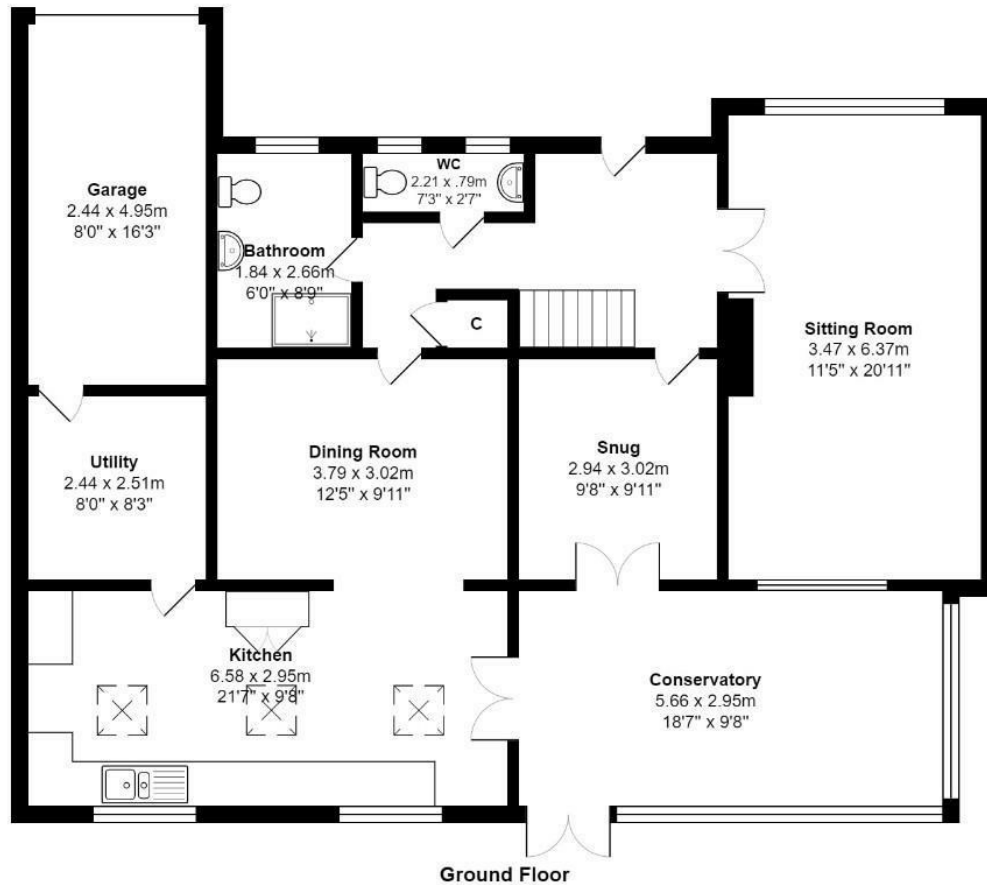 Garage
2.44 x 4.95m
8'0" x 16'3"
WC
2.21 x .79m
7'3" x 2'7"
Bathroom
1.84 x 2.66m
6'0" x 8'9"
C
Sitting Room
3.47 x 6.37m
11'5" x 20'11"
Utility
2.44 x 2.51m
8'0" x 8'3"
Dining Room
3.79 x 3.02m
12'5" x 9'11"
Snug
2.94 x 3.02m
9'8" x 9'11"
Kitchen
6.58 x 2.95m
21'7" x 9'8"
Conservatory
5.66 x 2.95m
18'7" x 9'8"
Ground Floor